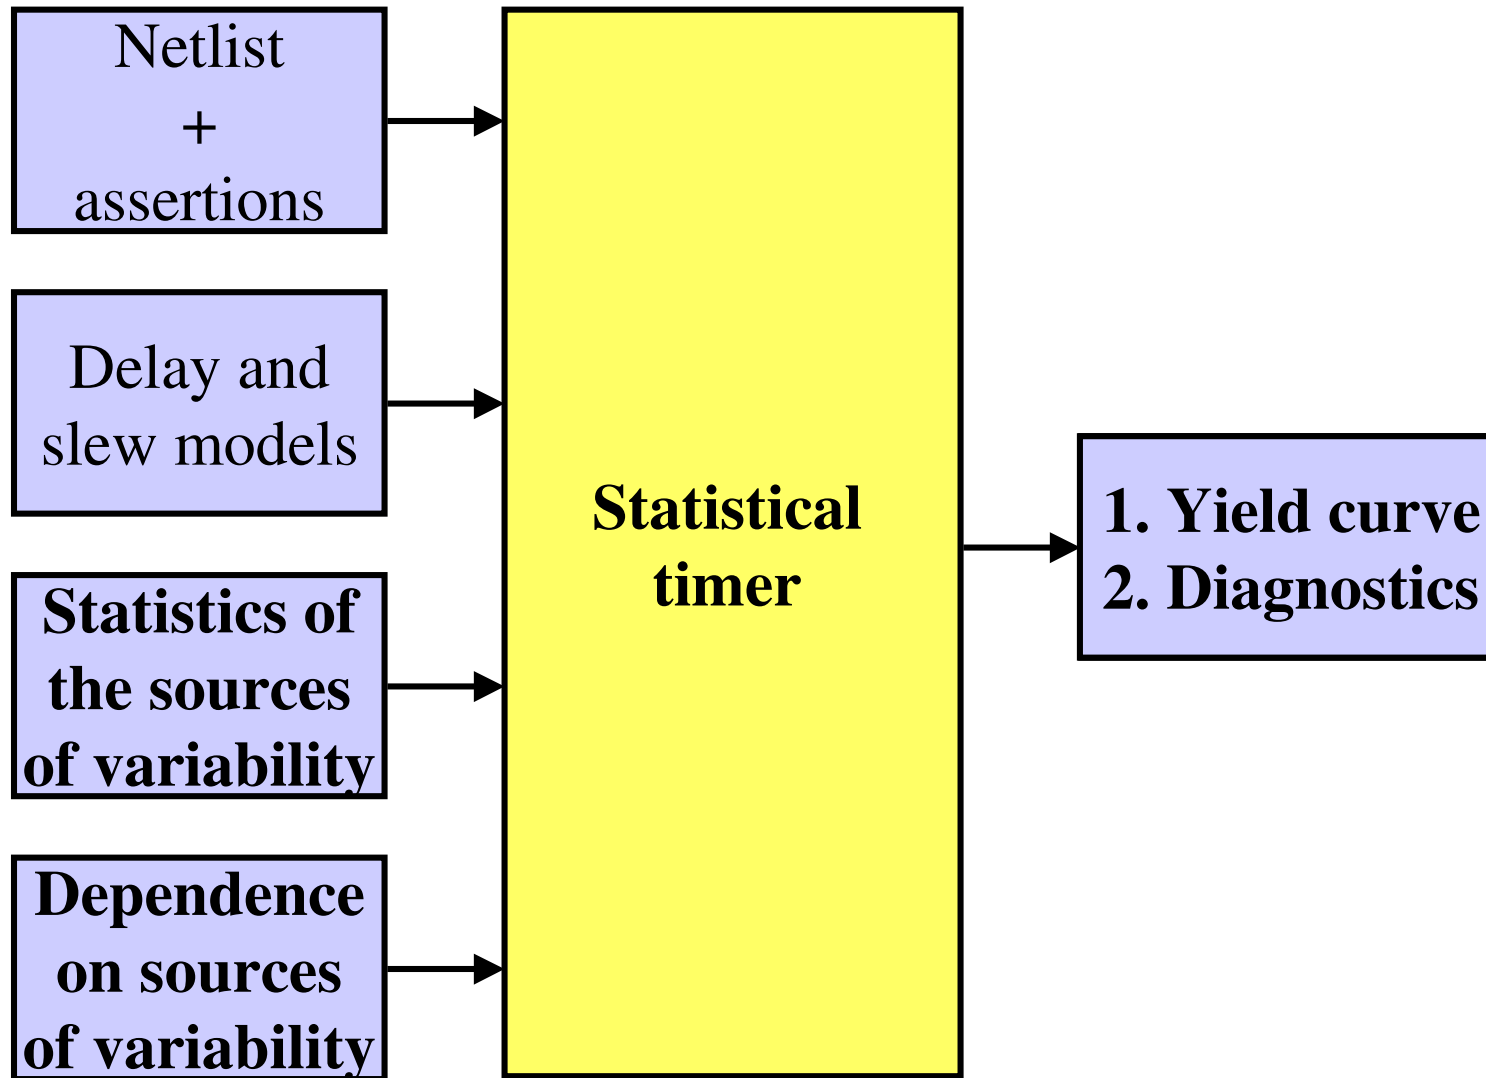 Netlist
+
assertions
Delay and
slew models
Statistics of
the sources
of variability
Dependence
on sources
of variability
Statistical
timer
1. Yield curve
2. Diagnostics